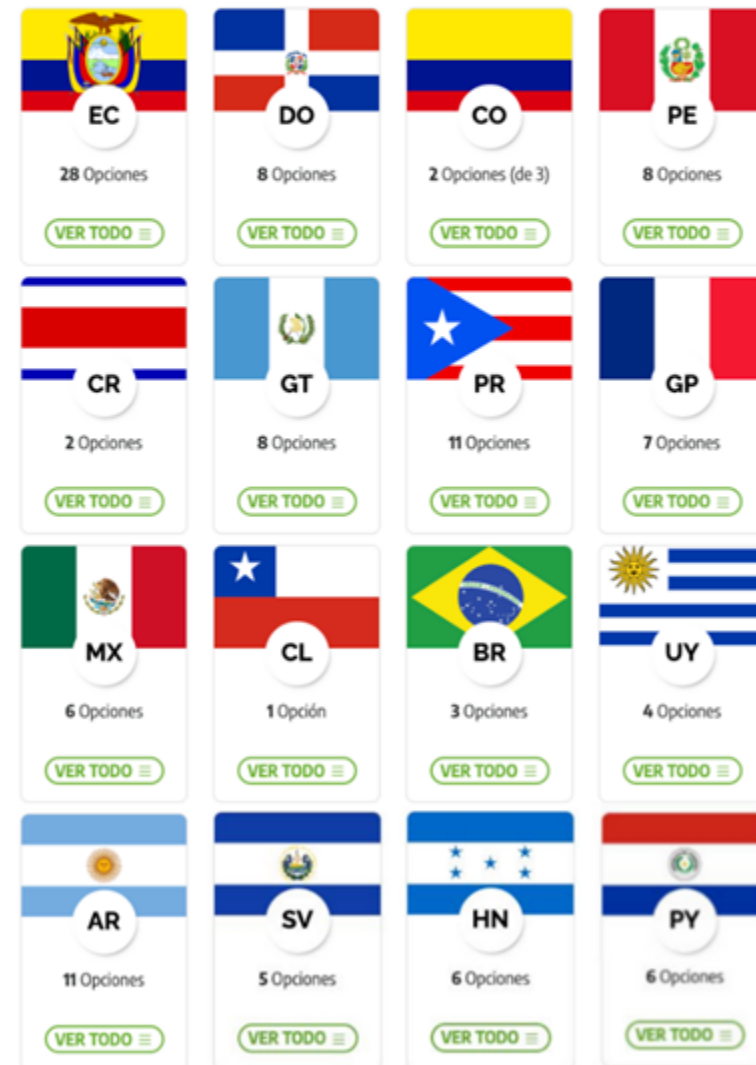 EC
DO
CO
PE
28 Opciones
8 Opciones
2 Opciones (de 3)
8 Opciones
VER TODO
VER TODO
VER TODO
VER TODO
CR
GT
PR
GP
2 Opciones
8 Opciones
11 Opciones
7 Opciones
VER TODO
VER TODO
VER TODO
VER TODO
MX
CL
BR
UY
6 Opciones
1 Opción
3 Opciones
4 Opciones
VER TODO
VER TODO
VER TODO
VER TODO
AR
SV
HN
PY
11 Opciones
5 Opciones
6 Opciones
6 Opciones
VER TODO
VER TODO
VER TODO
VER TODO